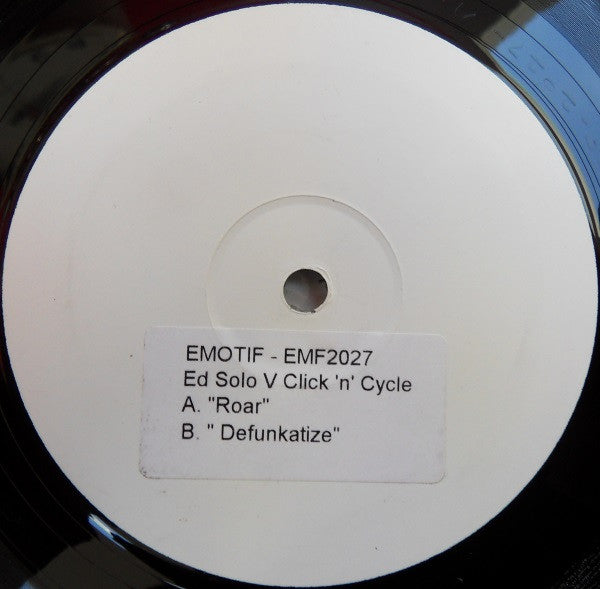 EMOTIF - EMF2027
Ed Solo V Click 'n' Cycle
A. "Roar"
B. " Defunkatize"